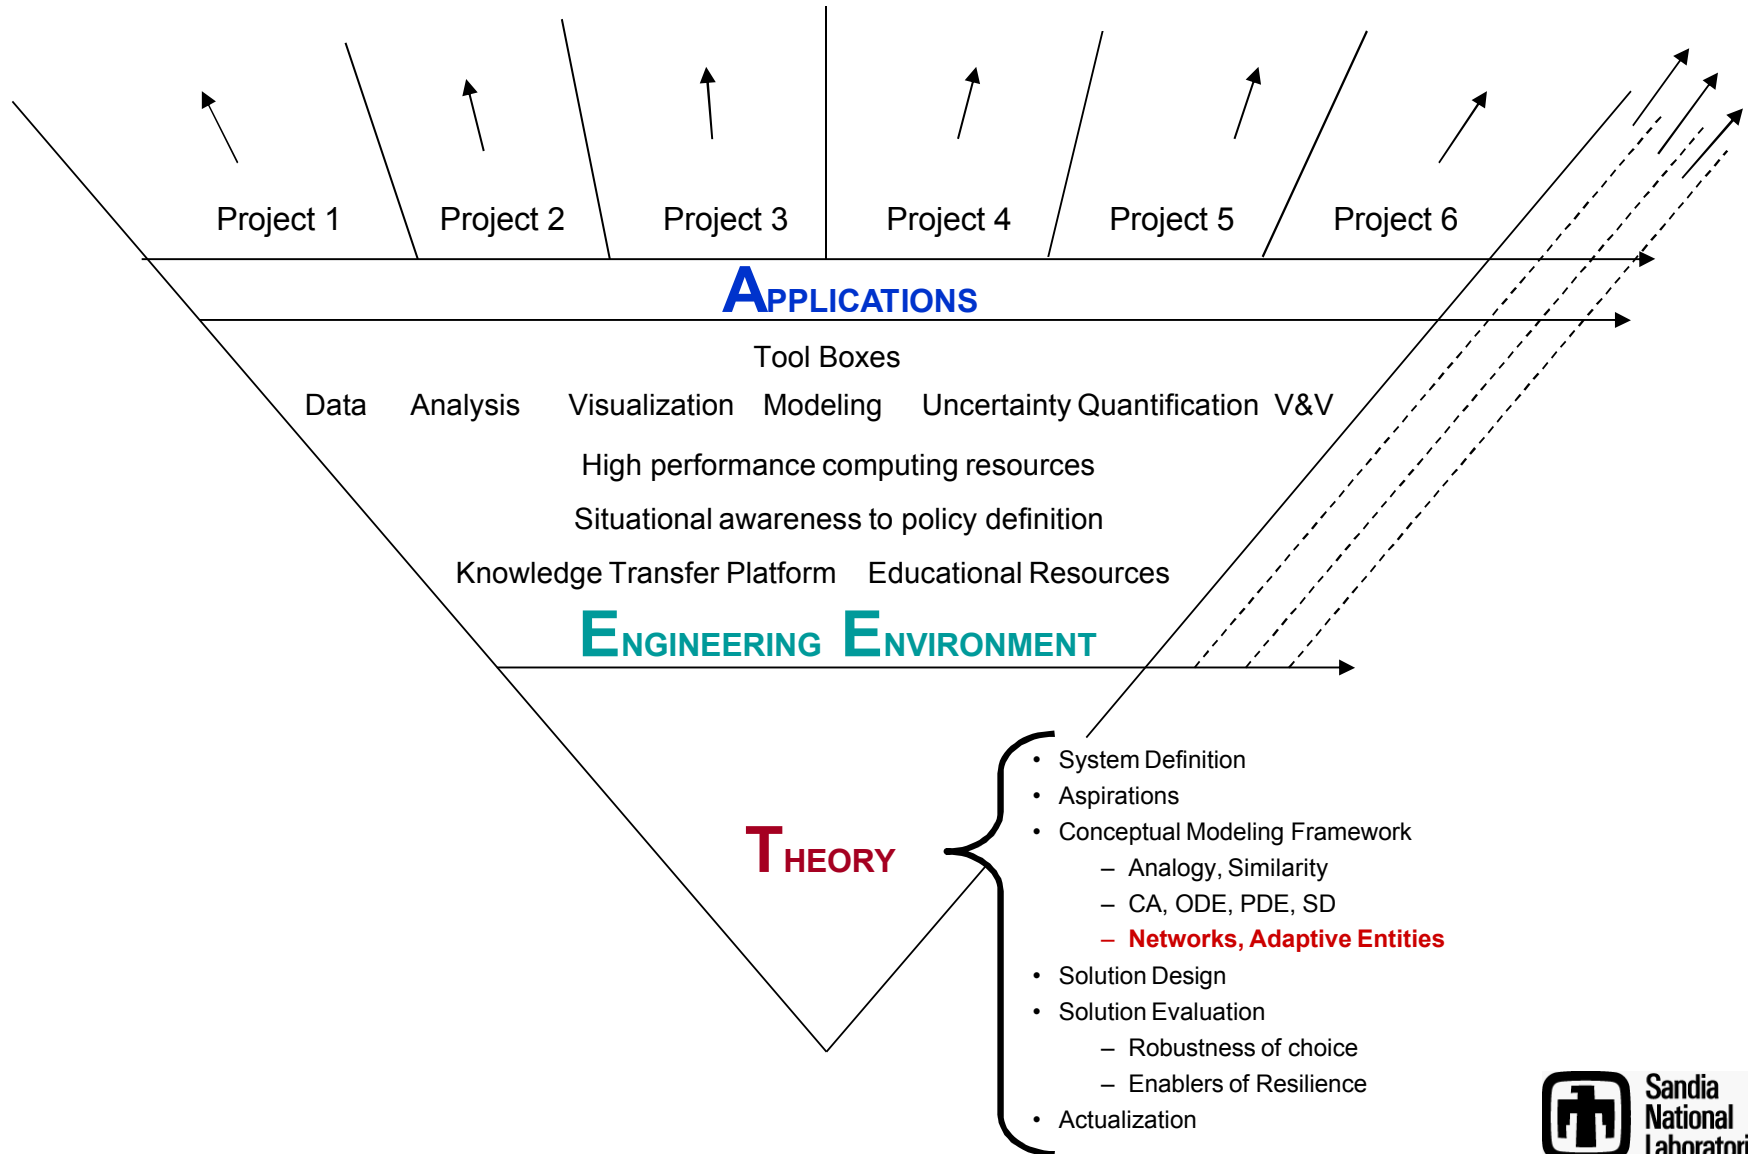 Project 1 Project 2 Project 3 Project 4 Project 5 Project 6
APPLICATIONS
Tool Boxes
Data Analysis Visualization Modeling Uncertainty Quantification V&V
High performance computing resources
Situational awareness to policy definition
Knowledge Transfer Platform Educational Resources
ENGINEERING ENVIRONMENT
THEORY
• System Definition
• Aspirations
• Conceptual Modeling Framework
– Analogy, Similarity
– CA, ODE, PDE, SD
– Networks, Adaptive Entities
• Solution Design
• Solution Evaluation
– Robustness of choice
– Enablers of Resilience
• Actualization
Sandia
National